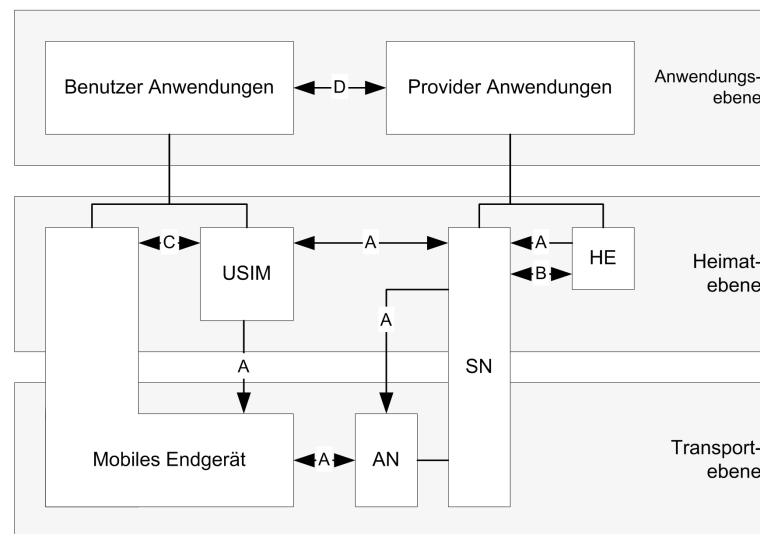 Benutzer Anwendungen
D
Provider Anwendungen
Anwendungs-
ebene
C
USIM
A
A
HE
B
Heimat-
ebene
A
A
SN
Mobiles Endgerät
A
AN
Transport-
ebene